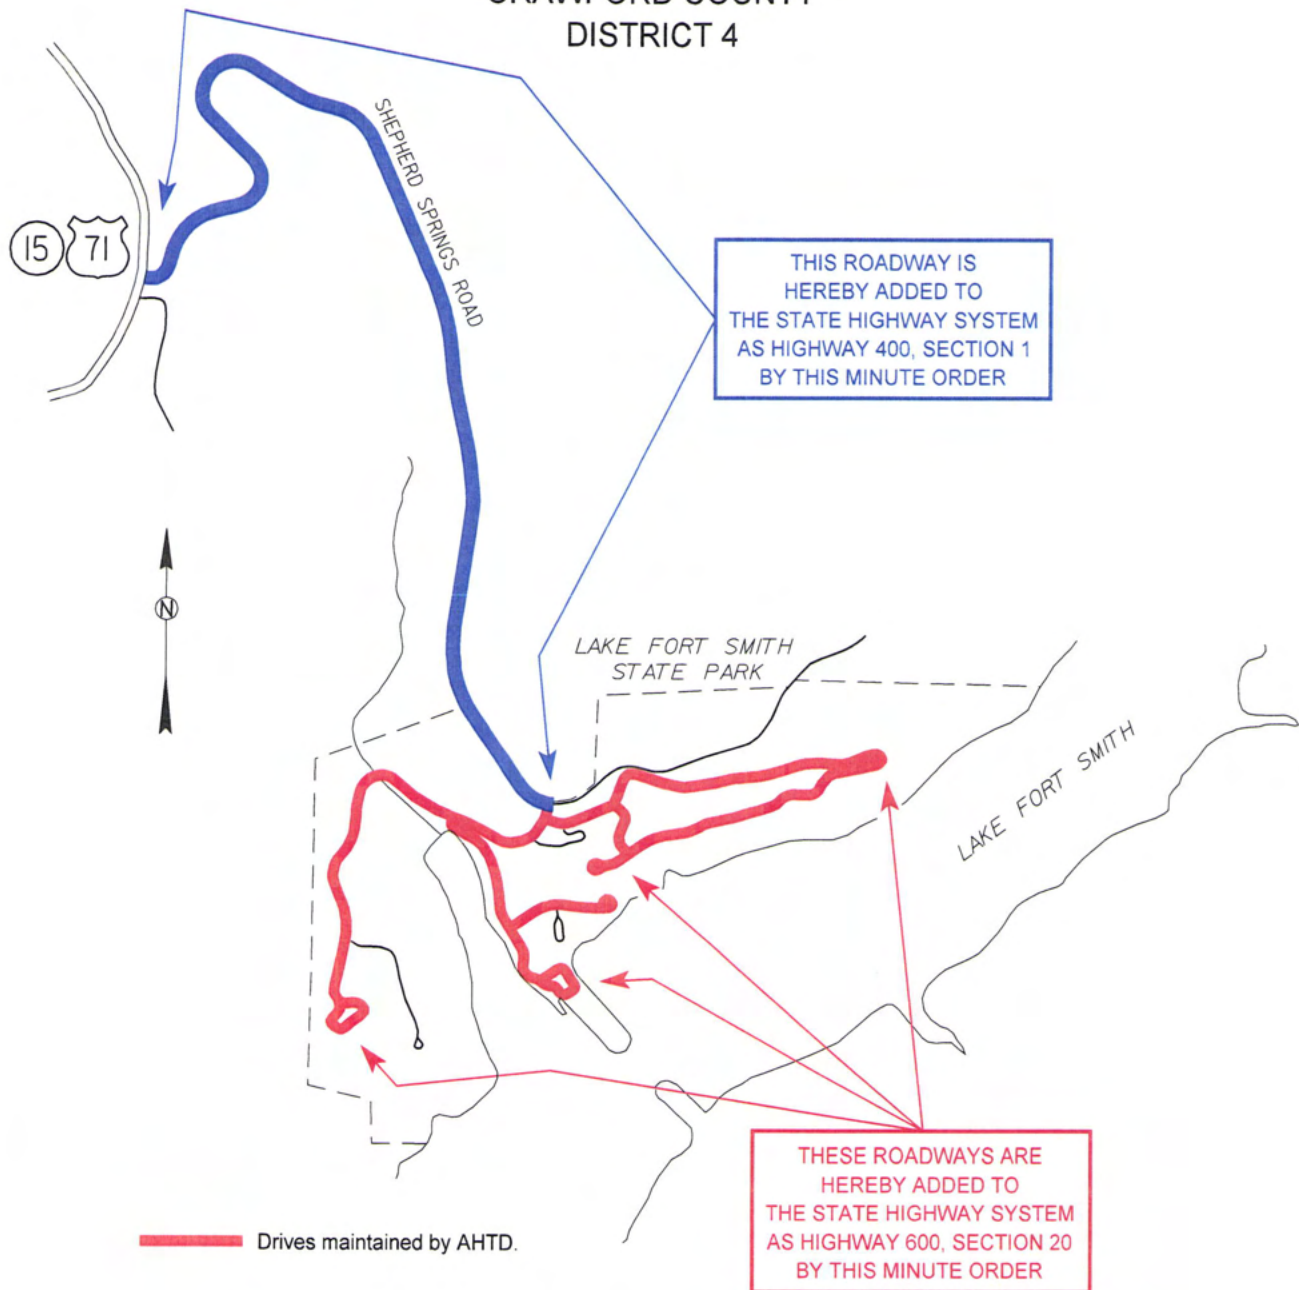 CRAWFORD COUNTY
DISTRICT 4
SHEPHERD SPRINGS ROAD
15 71
THIS ROADWAY IS
HEREBY ADDED TO
THE STATE HIGHWAY SYSTEM
AS HIGHWAY 400, SECTION 1
BY THIS MINUTE ORDER
N
LAKE FORT SMITH
STATE PARK
LAKE FORT SMITH
THESE ROADWAYS ARE
HEREBY ADDED TO
THE STATE HIGHWAY SYSTEM
AS HIGHWAY 600, SECTION 20
BY THIS MINUTE ORDER
Drives maintained by AHTD.